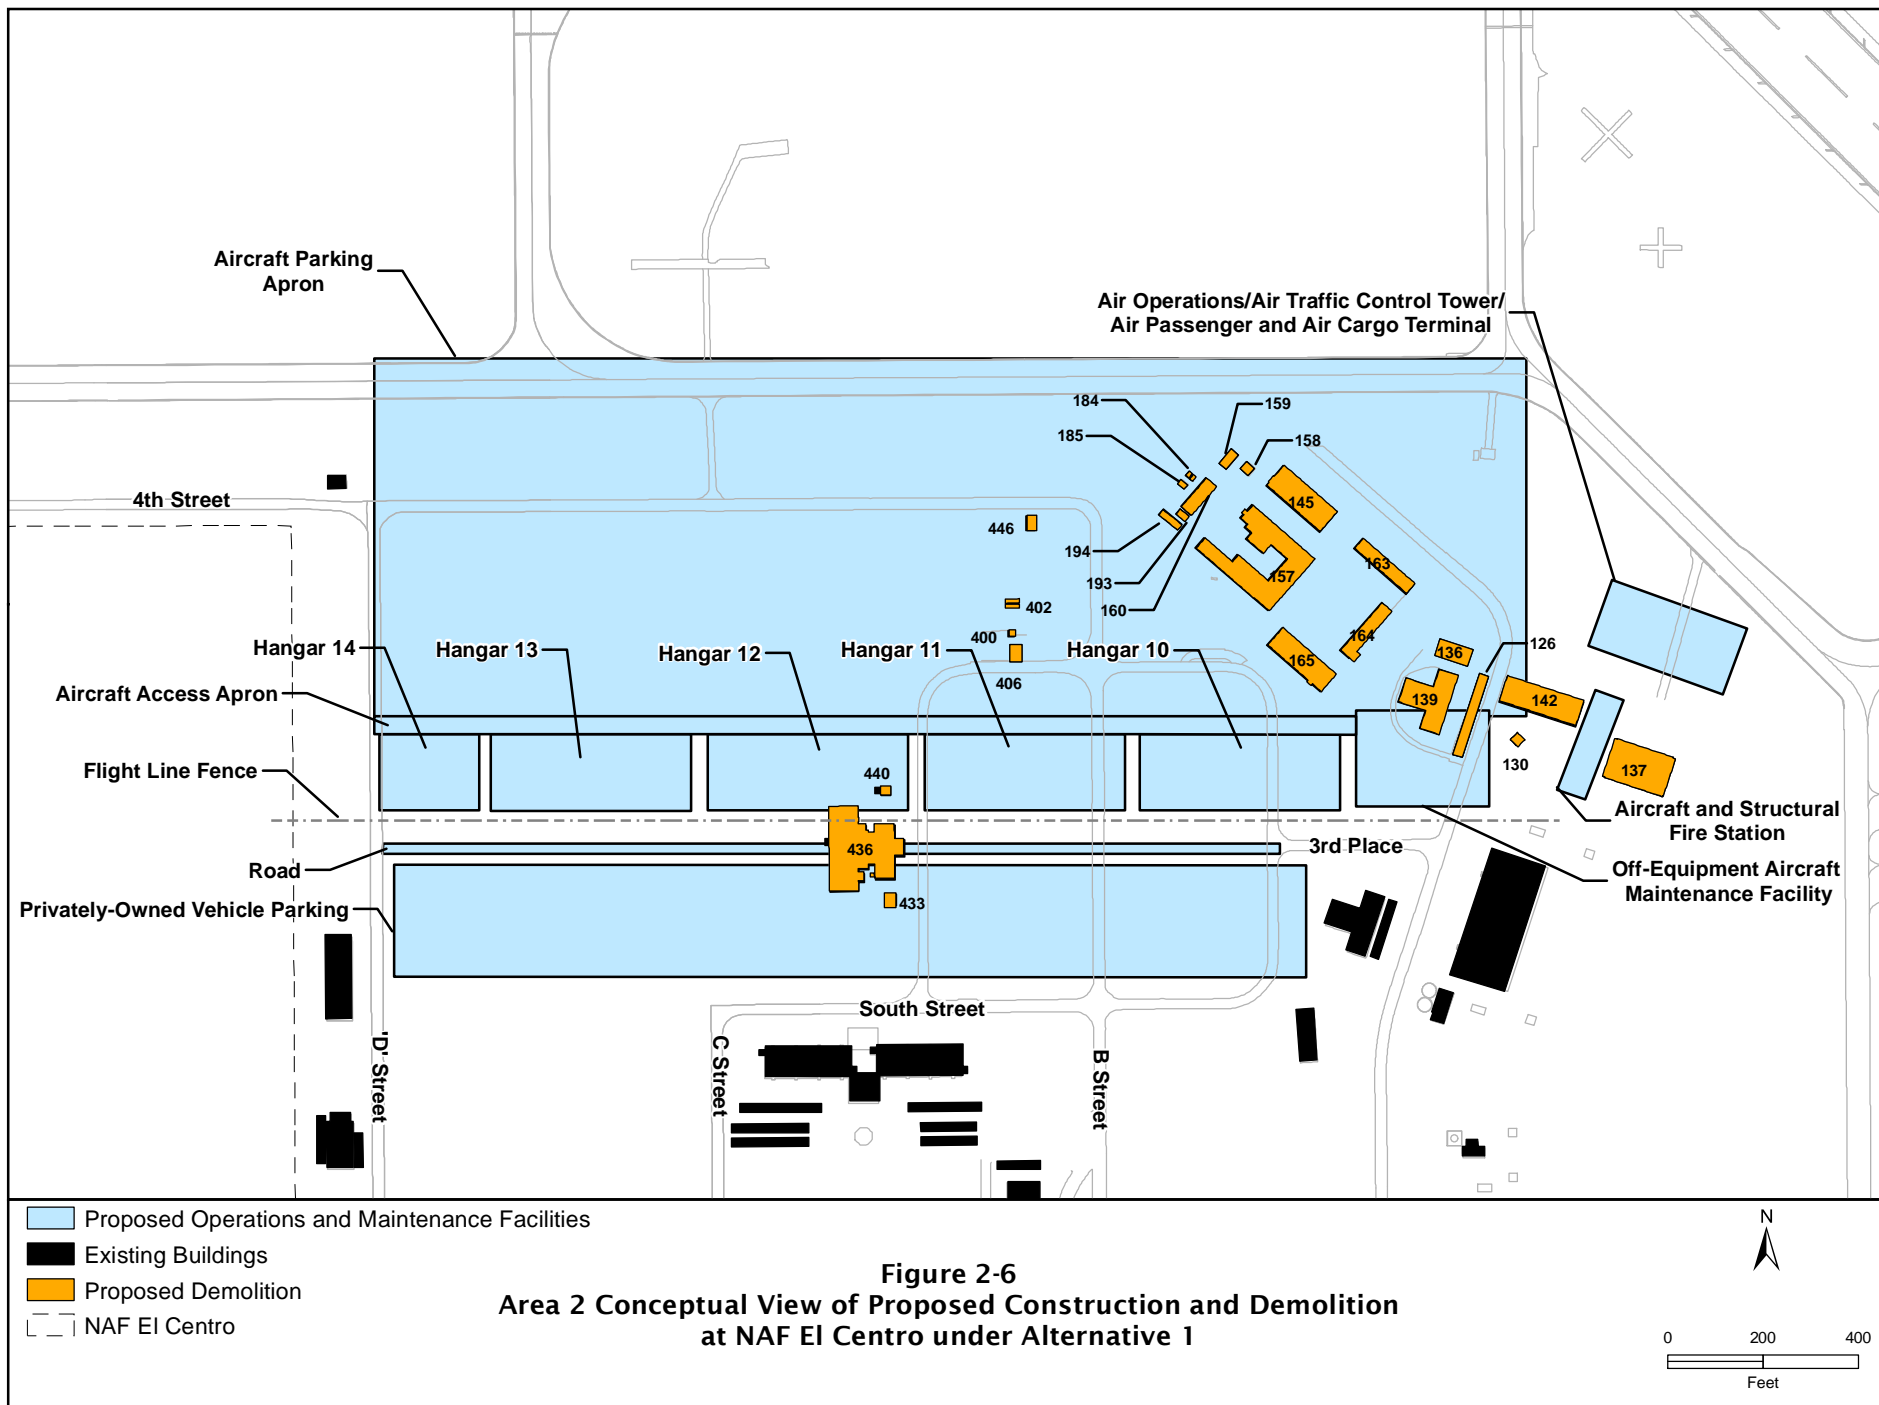 Aircraft Parking
Apron
Air Operations/Air Traffic Control Tower/
Air Passenger and Air Cargo Terminal
184
159
185
158
4th Street
145
446
194
157
163
193
402
160
400
164
126
Hangar 14
Hangar 13
Hangar 12
Hangar 11
Hangar 10
136
165
406
Aircraft Access Apron
139
142
Flight Line Fence
440
130
137
Aircraft and Structural
Fire Station
436
3rd Place
Road
Off-Equipment Aircraft
Maintenance Facility
433
Privately-Owned Vehicle Parking
South Street
'D' Street
C Street
B Street
Proposed Operations and Maintenance Facilities
Existing Buildings
Proposed Demolition
NAF El Centro
Figure 2-6
Area 2 Conceptual View of Proposed Construction and Demolition
at NAF El Centro under Alternative 1
N
0 200 400
Feet